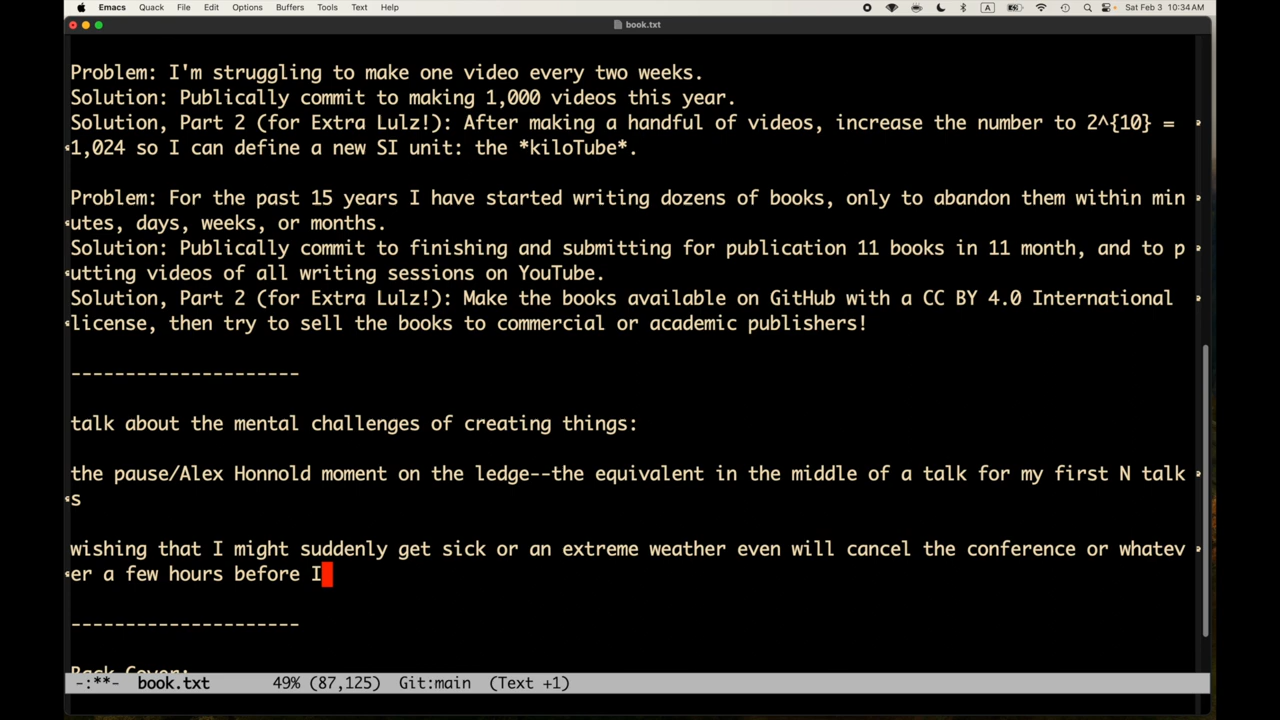 Emacs Quack File Edit Options Buffers Tools Text Help A Sat Feb 3 10:34 AM
book.txt
Problem: I'm struggling to make one video every two weeks.
Solution: Publically commit to making 1,000 videos this year.
Solution, Part 2 (for Extra Lulz!): After making a handful of videos, increase the number to 2^{10} =
1,024 so I can define a new SI unit: the *kiloTube*.
Problem: For the past 15 years I have started writing dozens of books, only to abandon them within min
utes, days, weeks, or months.
Solution: Publically commit to finishing and submitting for publication 11 books in 11 month, and to p
utting videos of all writing sessions on YouTube.
Solution, Part 2 (for Extra Lulz!): Make the books available on GitHub with a CC BY 4.0 International
license, then try to sell the books to commercial or academic publishers!
---------------------
talk about the mental challenges of creating things:
the pause/Alex Honnold moment on the ledge--the equivalent in the middle of a talk for my first N talk
s
wishing that I might suddenly get sick or an extreme weather even will cancel the conference or whatev
er a few hours before I
---------------------
Back Cover:
-:**- book.txt 49% (87,125) Git:main (Text +1)